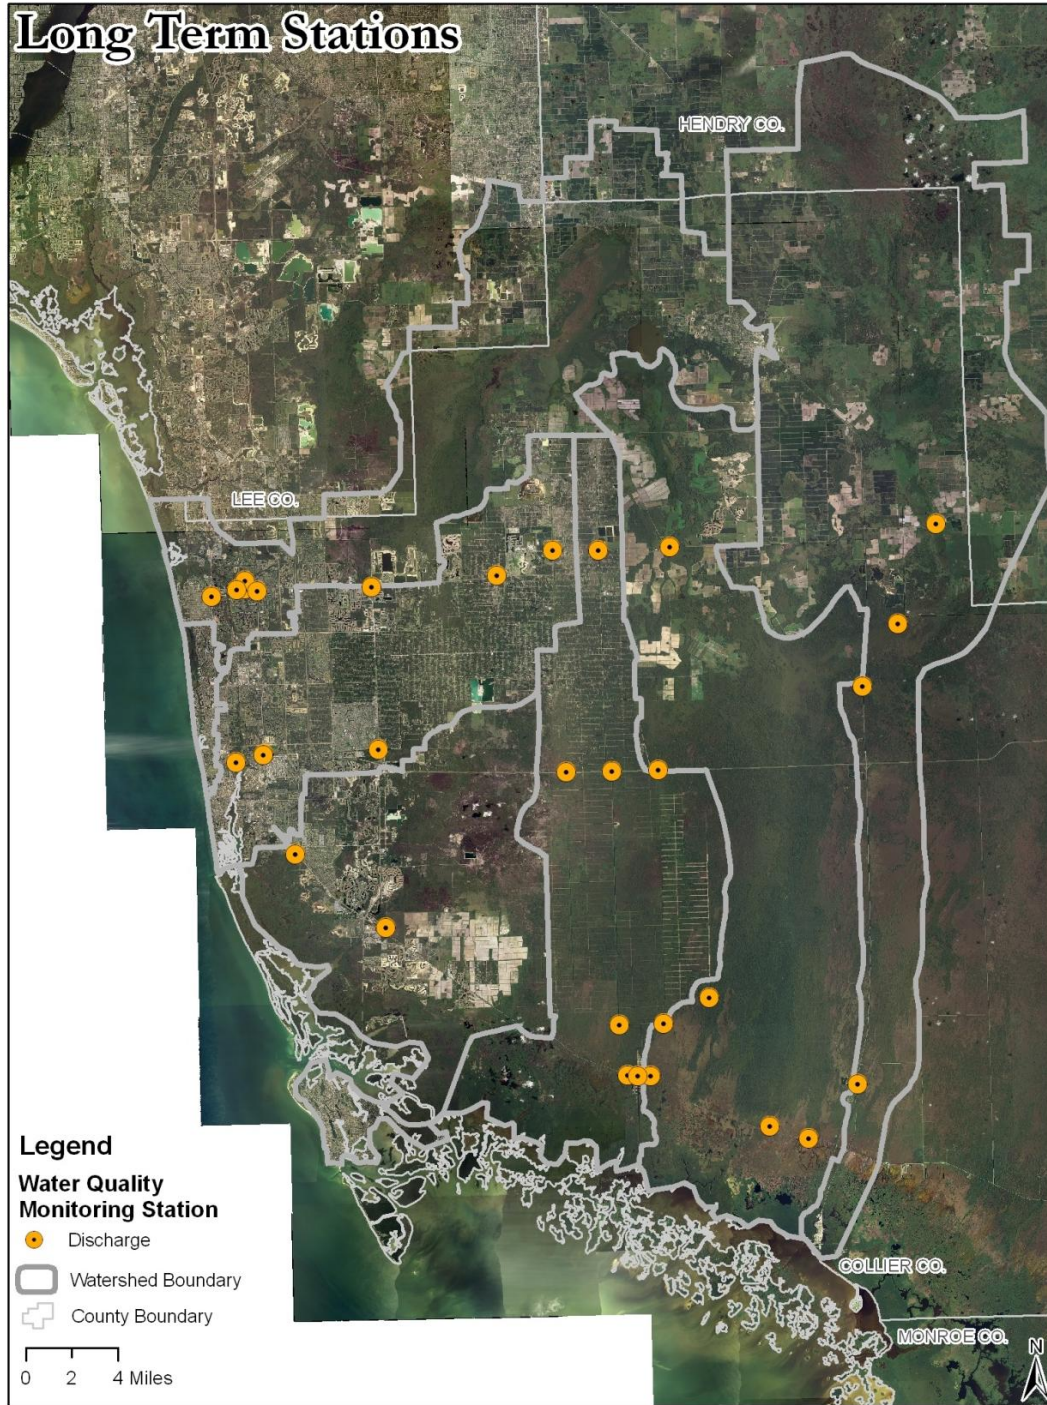 Long Term Stations
HENDRY CO.
LEE CO.
COLLIER CO.
MONROE CO.
N
Legend
Water Quality
Monitoring Station
Discharge
Watershed Boundary
County Boundary
0 2 4 Miles